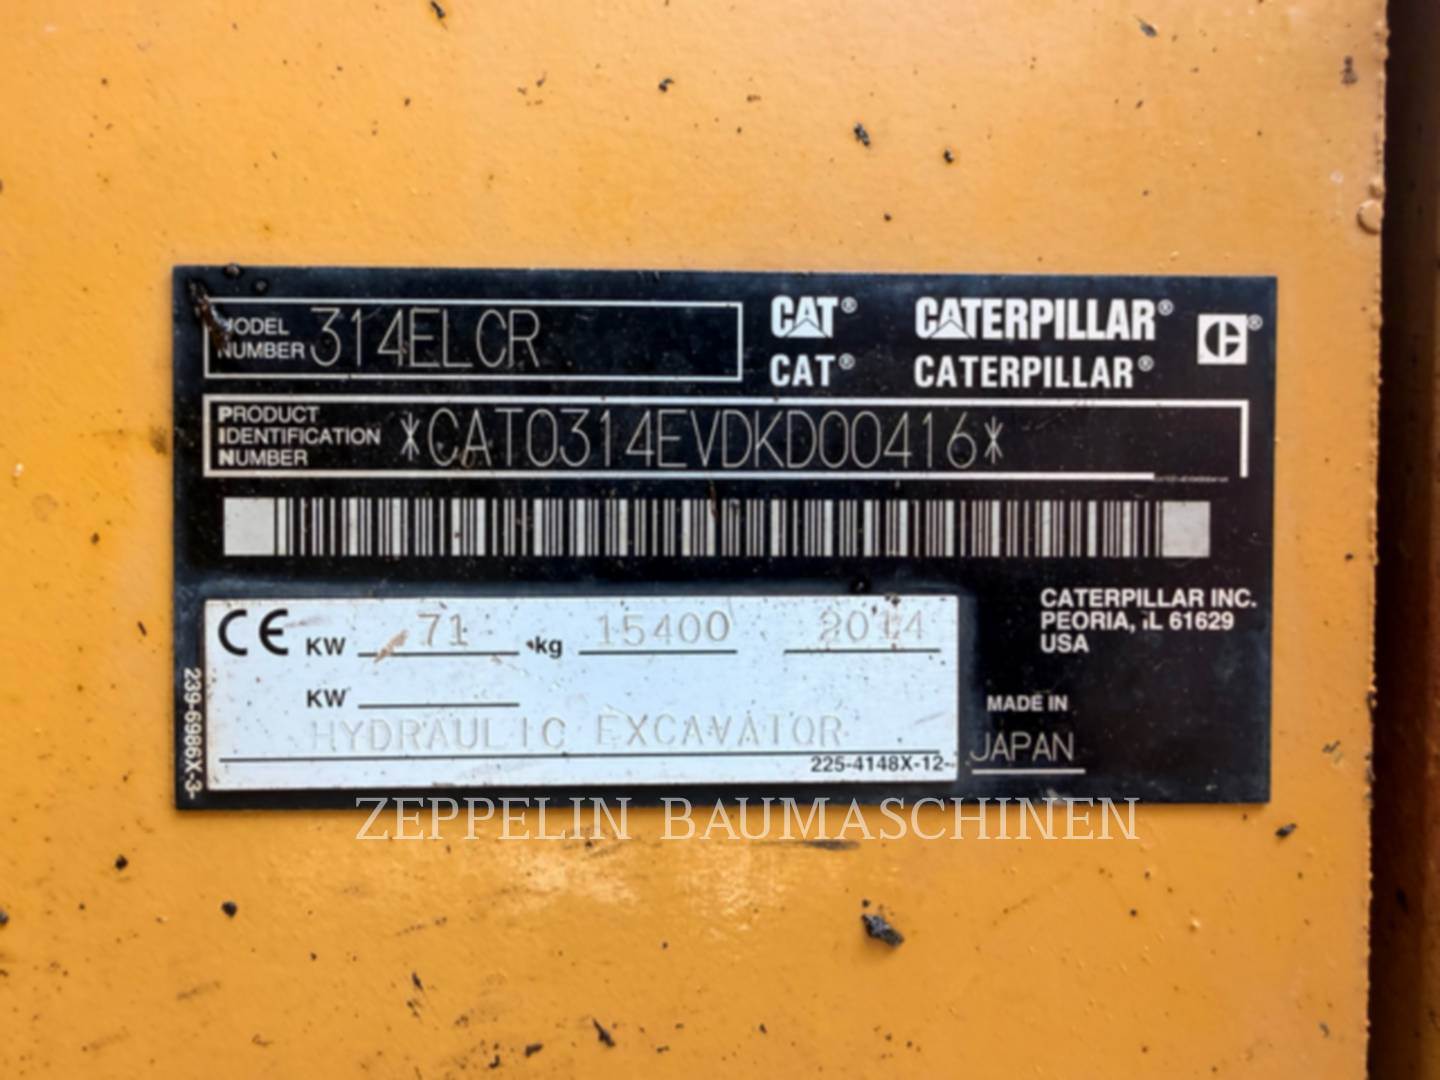 MODEL NUMBER 314ELCR
CAT® CATERPILLAR®
CAT® CATERPILLAR®
PRODUCT IDENTIFICATION NUMBER *CAT0314EVDKD00416*
CE KW 71 kg 15400 2014
KW
HYDRAULIC EXCAVATOR
225-4148X-12
239-6986X-3
CATERPILLAR INC.
PEORIA, IL 61629
USA
MADE IN
JAPAN
ZEPPELIN BAUMASCHINEN